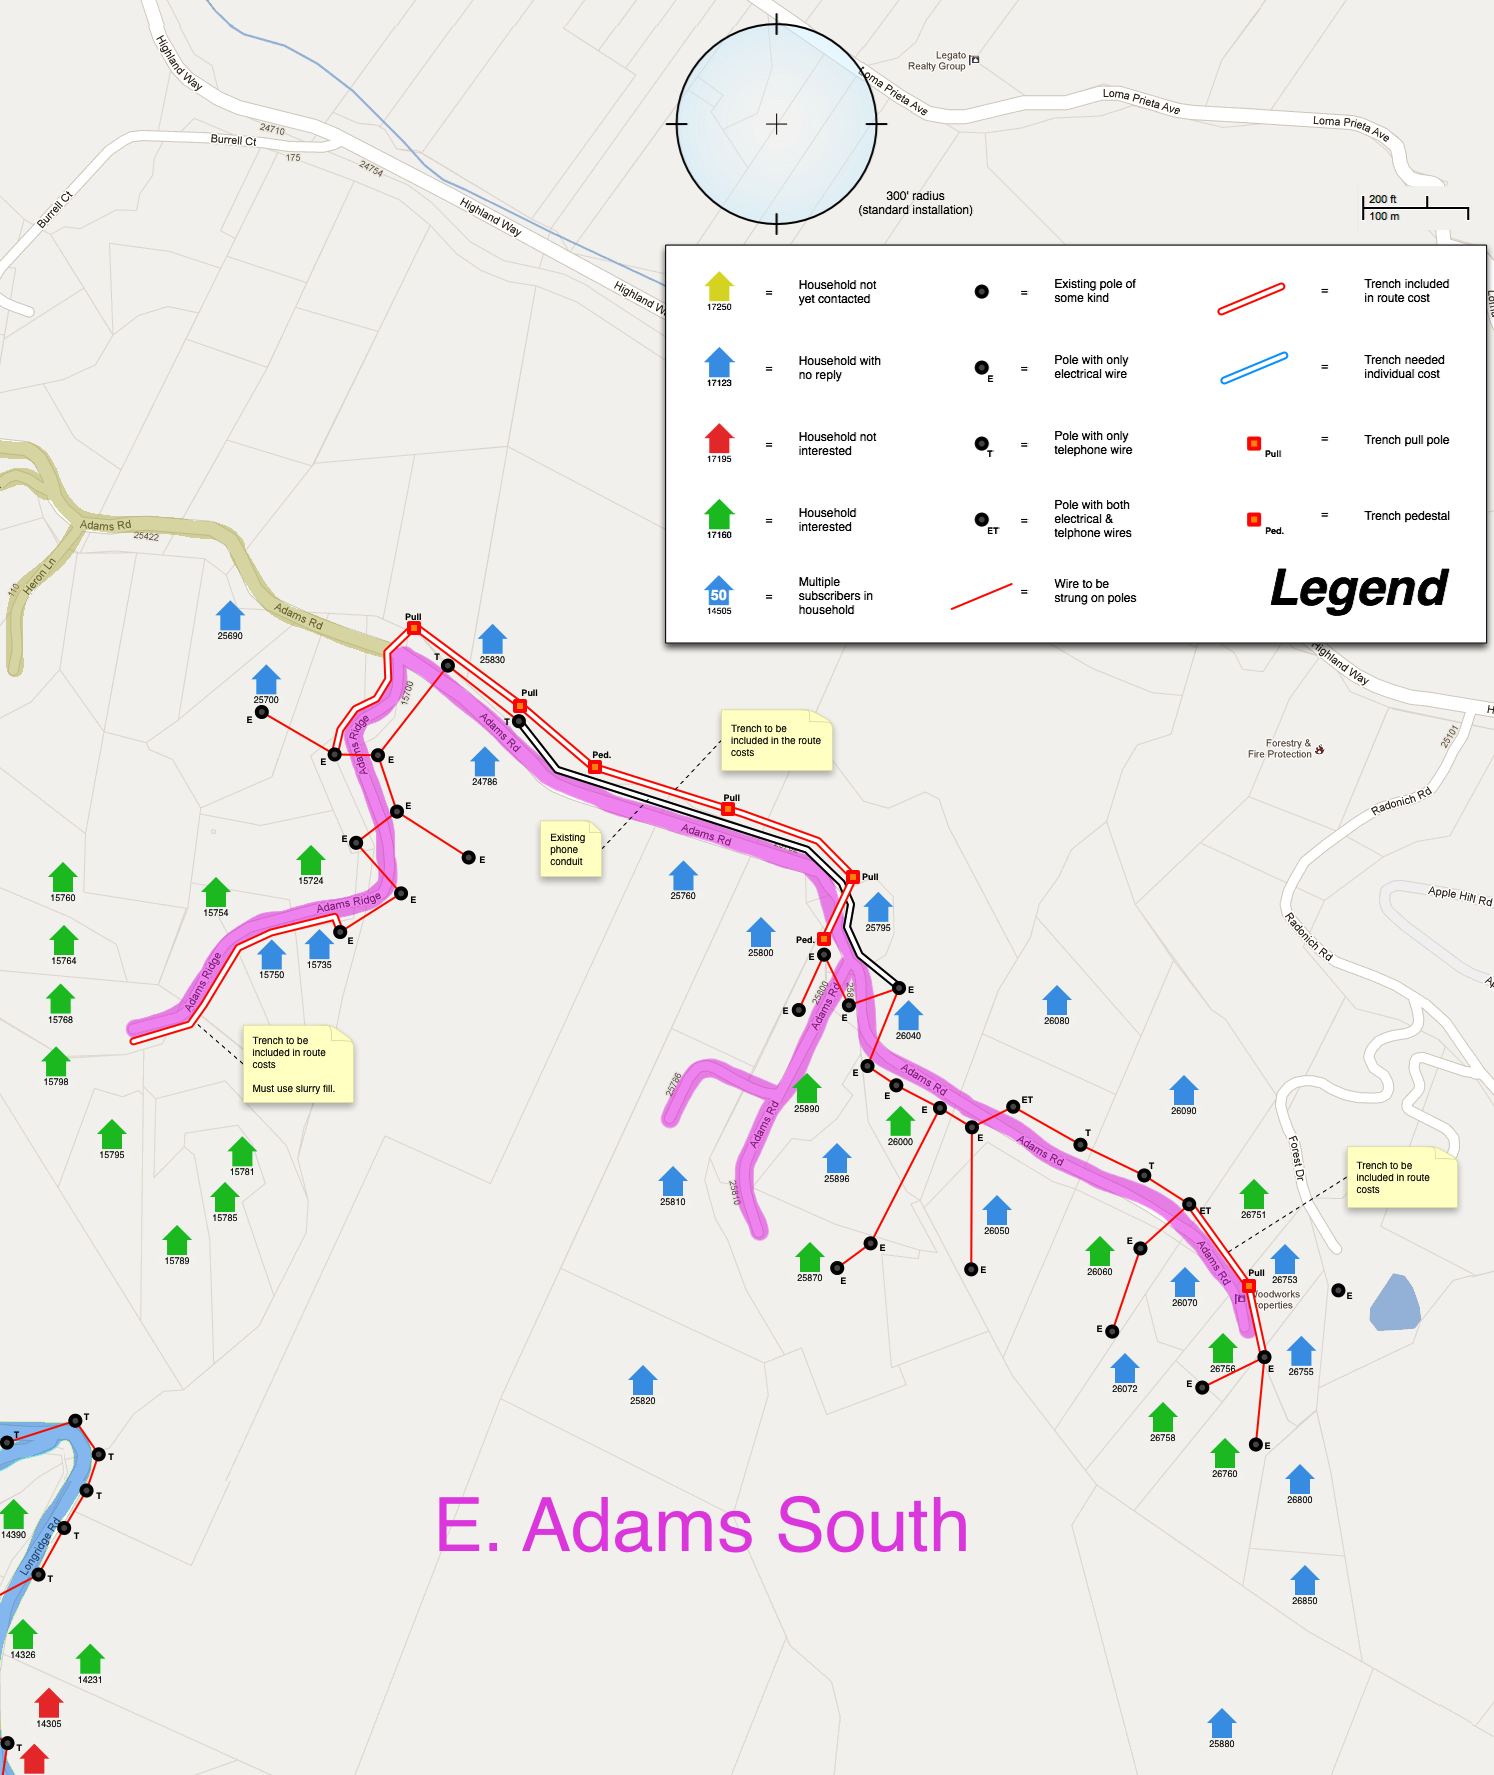 Highland Way
Legato
Realty Group
Loma Prieta Ave
Loma Prieta Ave
Loma Prieta Ave
24710
Burrell Ct
175
24754
Burrell Ct
Highland Way
300' radius
(standard installation)
200 ft
100 m
Highland Wa
17250
=
Household not
yet contacted
=
Existing pole of
some kind
=
Trench included
in route cost
17123
=
Household with
no reply
E
=
Pole with only
electrical wire
=
Trench needed
individual cost
17195
=
Household not
interested
T
=
Pole with only
telephone wire
Pull
=
Trench pull pole
17160
=
Household
interested
ET
=
Pole with both
electrical &
telphone wires
Ped.
=
Trench pedestal
50
14505
=
Multiple
subscribers in
household
=
Wire to be
strung on poles
Legend
Highland Way
H
25101
Forestry &
Fire Protection
Radonich Rd
Radonich Rd
Apple Hill Rd
Ap
Adams Rd
25422
Heron Ln
110
Adams Rd
25690
25700
E
Pull
T
25830
15700
Pull
T
Adams Rd
Adams Ridge
Adams Ridge
E
E
24786
Ped.
Trench to be
included in the route
costs
Pull
Adams Rd
Existing
phone
conduit
E
E
E
15724
15760
15754
Adams Ridge
E
Pull
25760
25795
15764
15750
15735
E
25800
Ped.
E
15768
Adams Ridge
E
25800
Adams Rd
E
E
26040
26080
15798
Trench to be
included in route
costs
Must use slurry fill.
25766
E
E
Adams Rd
25890
26090
15795
15781
15785
15789
Adams Rd
26000
E
E
ET
T
Adams Rd
Forest Dr
25896
25810
25810
T
Trench to be
included in route
costs
26050
ET
26751
25870
E
E
E
E
26060
Adams Rd
26070
26753
Pull
Woodworks
operties
E
E
26072
26756
26755
E
E
25820
26758
26760
E
26800
T
T
T
T
14390
T
Longridge Rd
T
E. Adams South
26850
14326
14231
14305
T
25880